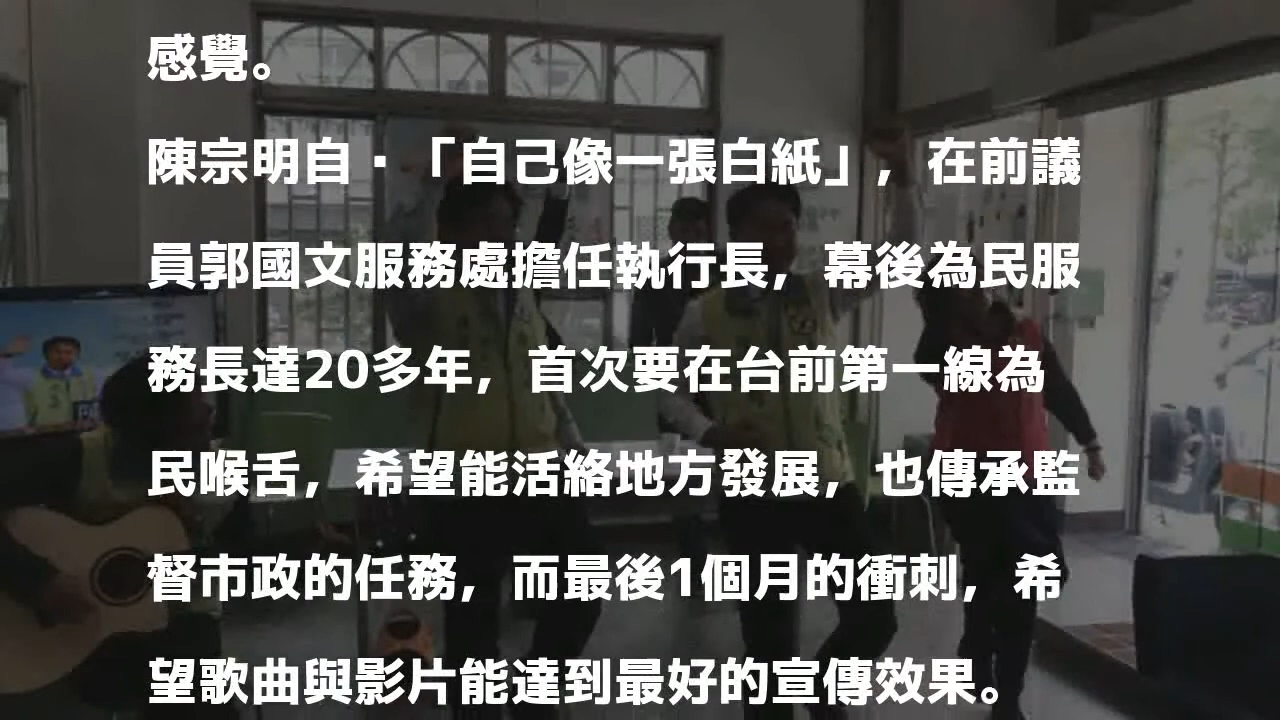 感覺。
陳宗明自·「自己像一張白紙」，在前議
員郭國文服務處擔任執行長，幕後為民服
務長達20多年，首次要在台前第一線為
民喉舌，希望能活絡地方發展，也傳承監
督市政的任務，而最後1個月的衝刺，希
望歌曲與影片能達到最好的宣傳效果。